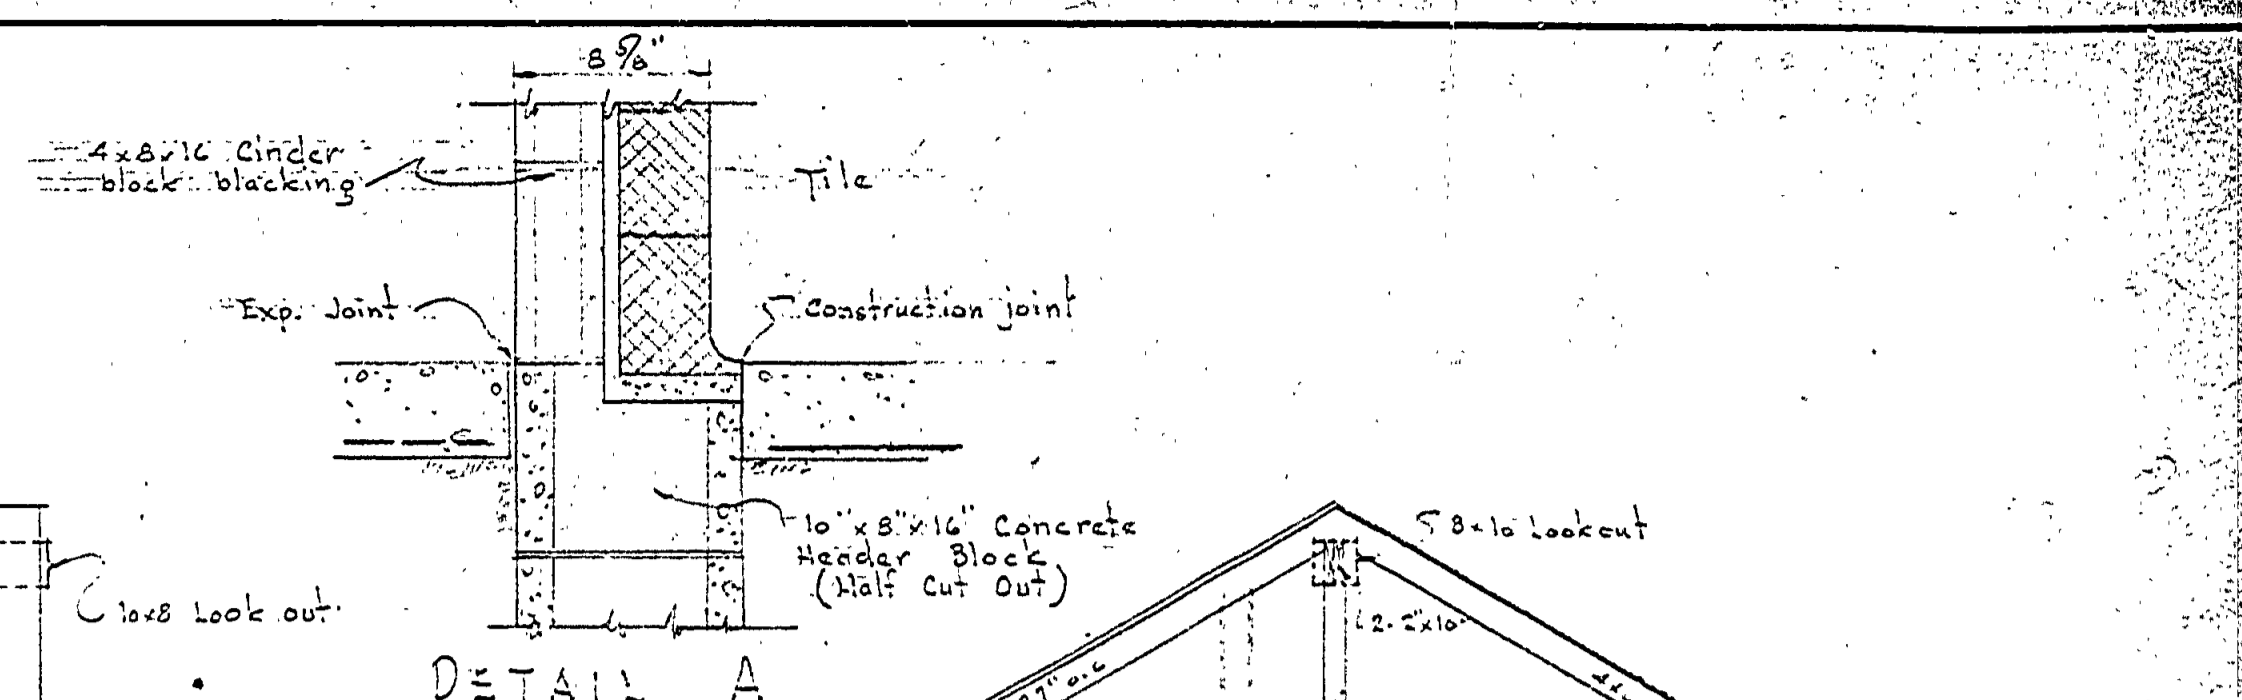 8 5/8"
4x8x16 Cinder
block blacking
Tile
Exp. Joint
Construction joint
10"x8"x16" Concrete
Header Block
(Half Cut Out)
8x10 Lookout
10x8 Look out
2-2"x10
DETAIL A